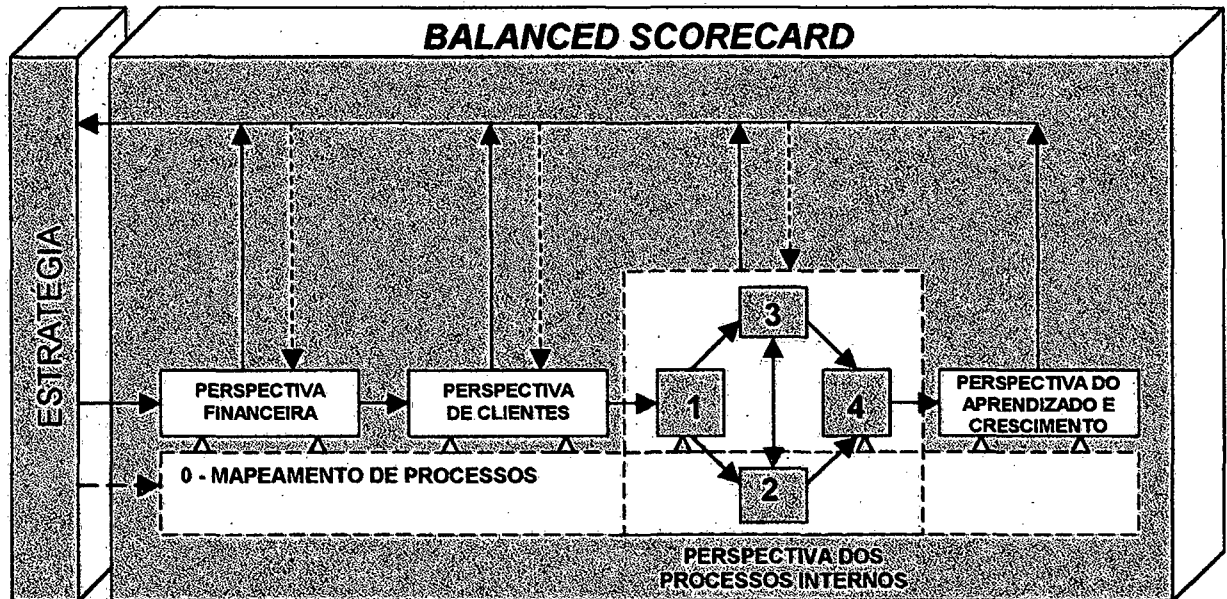 BALANCED SCORECARD
ESTRATÉGIA
PERSPECTIVA
FINANCEIRA
PERSPECTIVA
DE CLIENTES
1
3
2
4
PERSPECTIVA DO
APRENDIZADO E
CRESCIMENTO
0 - MAPEAMENTO DE PROCESSOS
PERSPECTIVA DOS
PROCESSOS INTERNOS